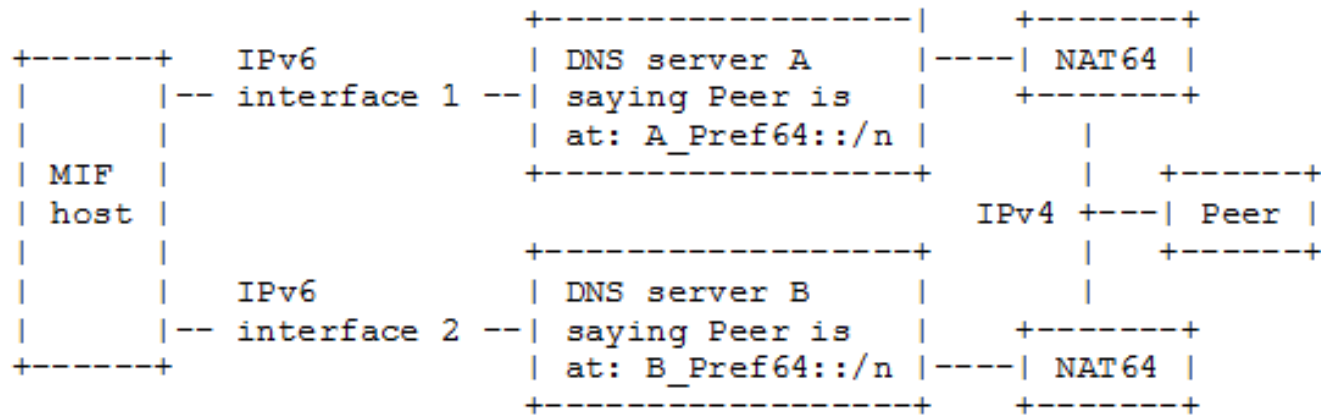 +-----------------|     +-------+
+------+   IPv6              | DNS server A    |----| NAT64 |
|      |-- interface 1 --| saying Peer is  |     +-------+
|      |                     | at: A_Pref64::/n |        |
| MIF  |                     +-----------------+        |   +------+
| host |                                           IPv4 +---| Peer |
|      |                     +-----------------+        |   +------+
|      |   IPv6              | DNS server B    |        |
|      |-- interface 2 --| saying Peer is  |     +-------+
+------+                     | at: B_Pref64::/n |----| NAT64 |
                             +-----------------+     +-------+